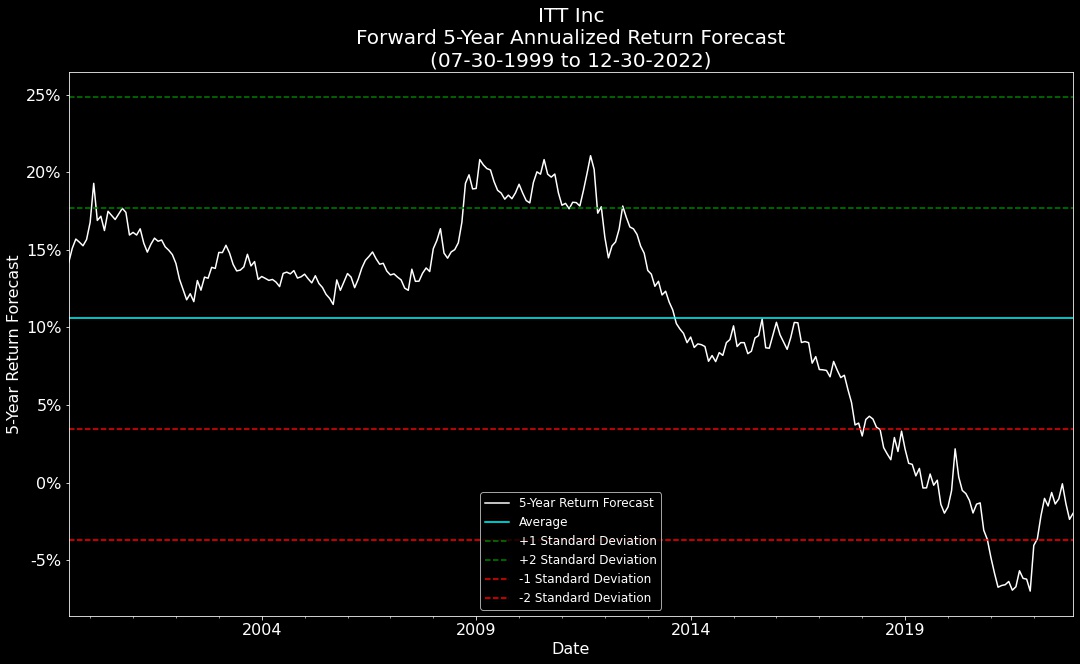 ITT Inc
Forward 5-Year Annualized Return Forecast
(07-30-1999 to 12-30-2022)
5-Year Return Forecast
25%
20%
15%
10%
5%
0%
-5%
5-Year Return Forecast
Average
+1 Standard Deviation
+2 Standard Deviation
-1 Standard Deviation
-2 Standard Deviation
2004 2009 2014 2019
Date